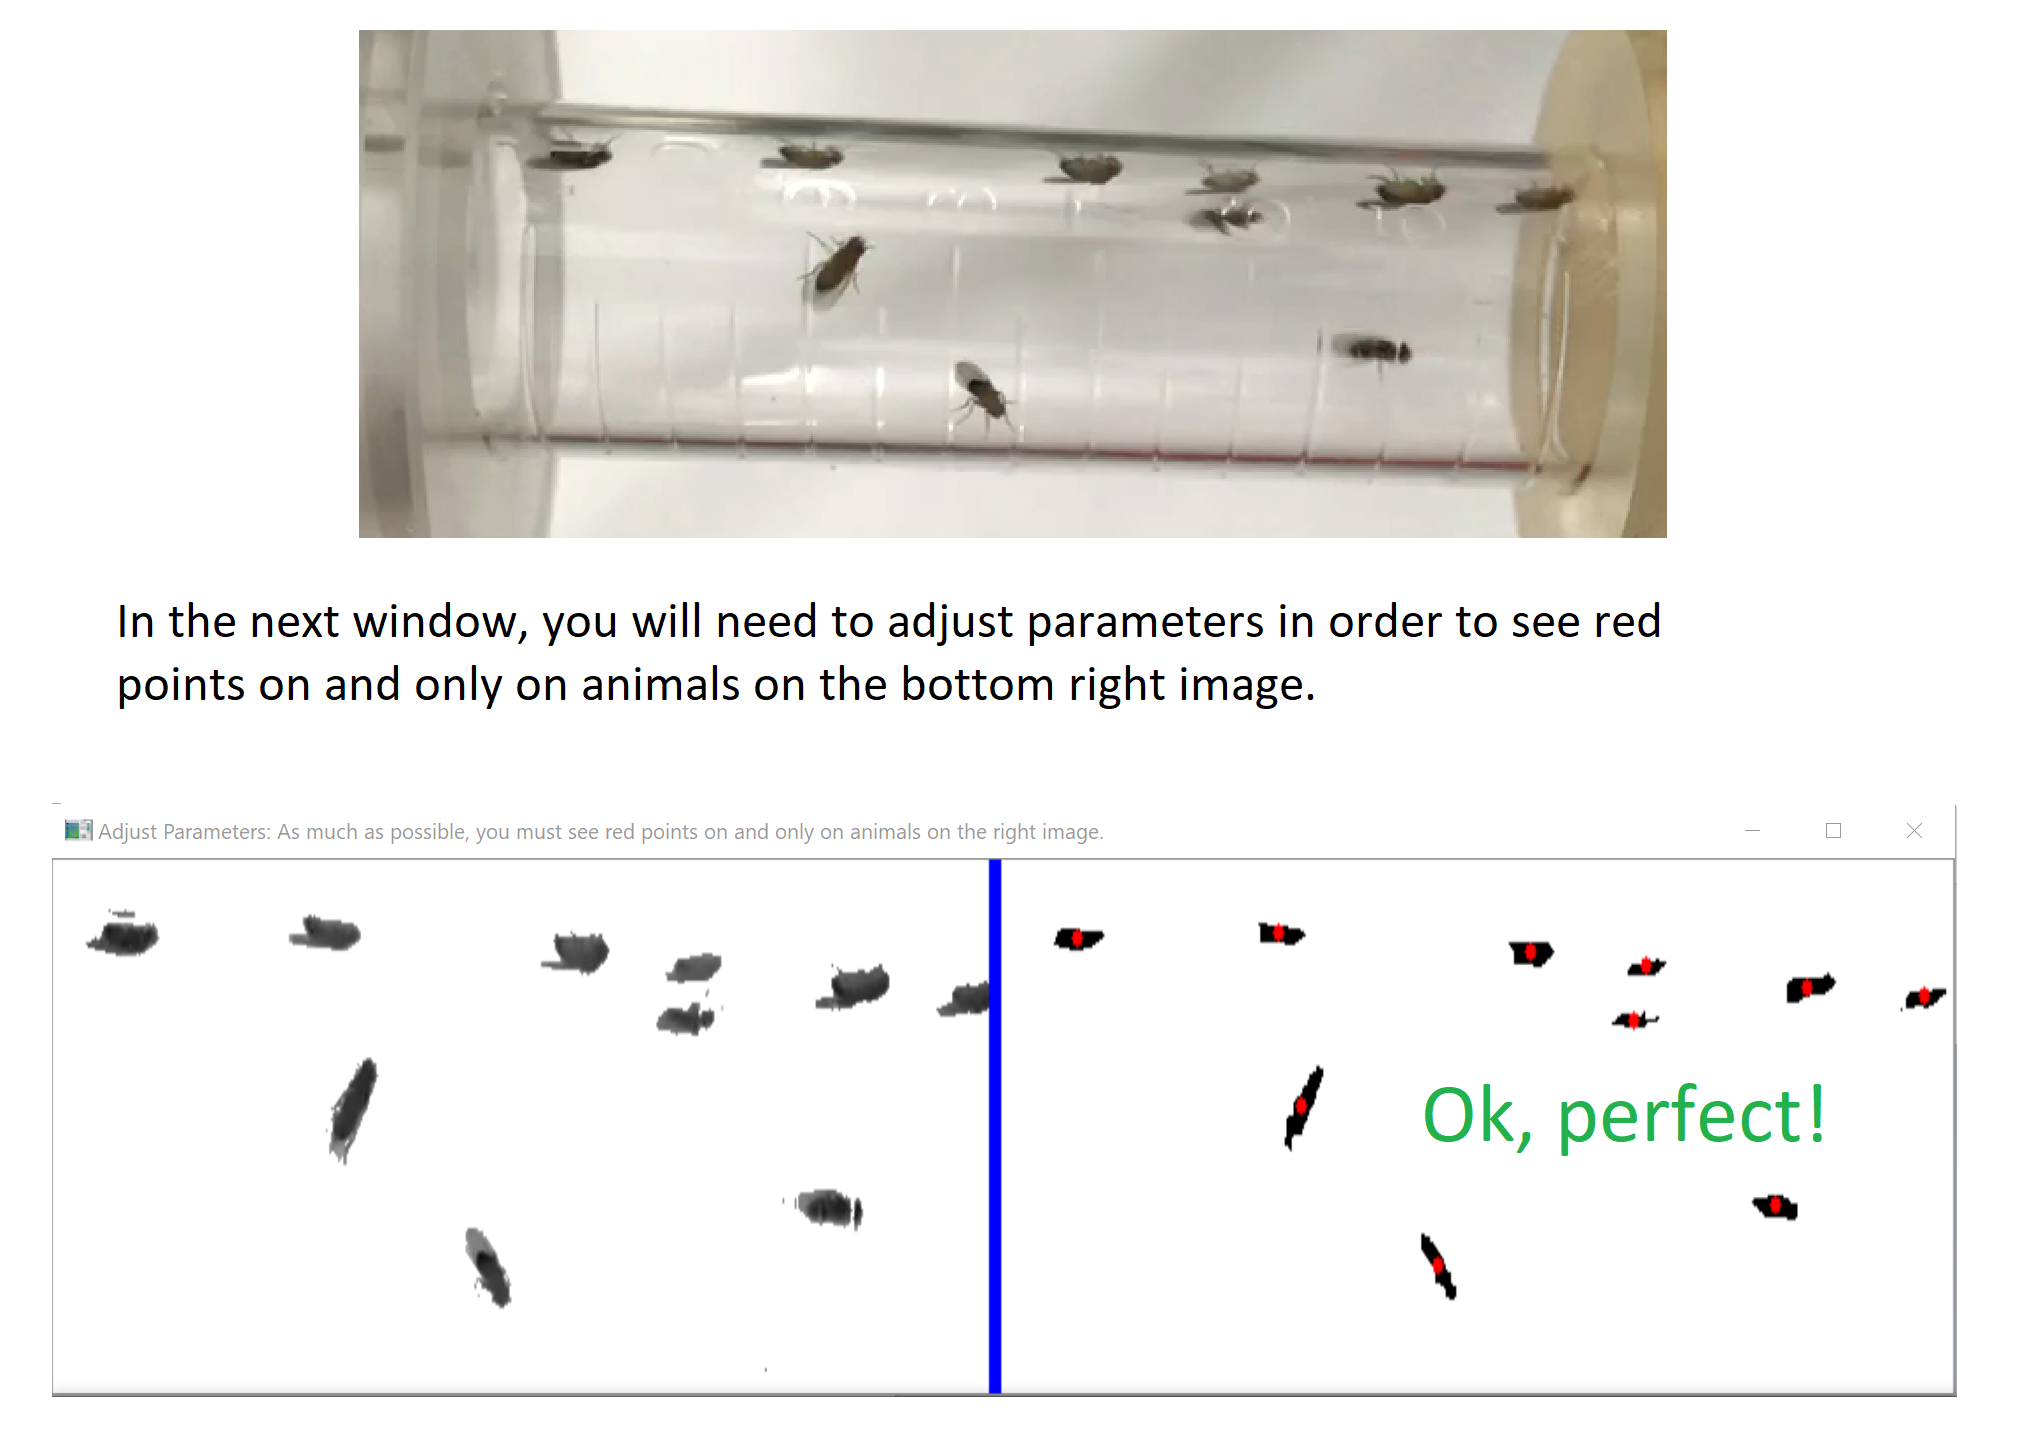 In the next window, you will need to adjust parameters in order to see red
points on and only on animals on the bottom right image.
Adjust Parameters: As much as possible, you must see red points on and only on animals on the right image.
Ok, perfect!